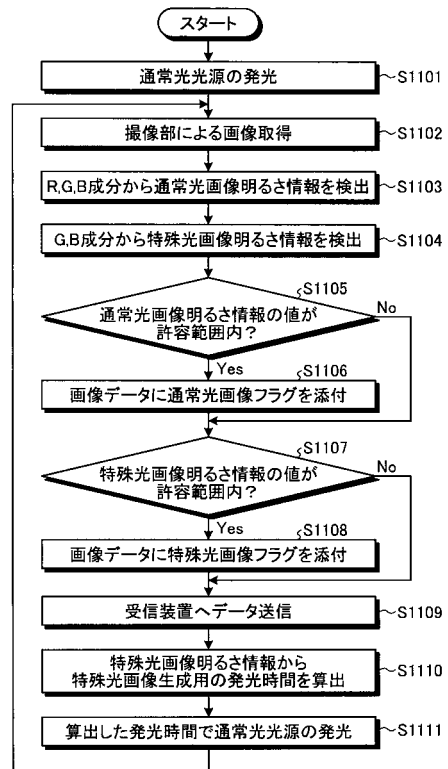 スタート
通常光光源の発光
S1101
撮像部による画像取得
S1102
R,G,B成分から通常光画像明るさ情報を検出
S1103
G,B成分から特殊光画像明るさ情報を検出
S1104
S1105
通常光画像明るさ情報の値が
許容範囲内?
No
Yes
S1106
画像データに通常光画像フラグを添付
S1107
特殊光画像明るさ情報の値が
許容範囲内?
No
Yes
S1108
画像データに特殊光画像フラグを添付
受信装置へデータ送信
S1109
特殊光画像明るさ情報から
特殊光画像生成用の発光時間を算出
S1110
算出した発光時間で通常光光源の発光
S1111